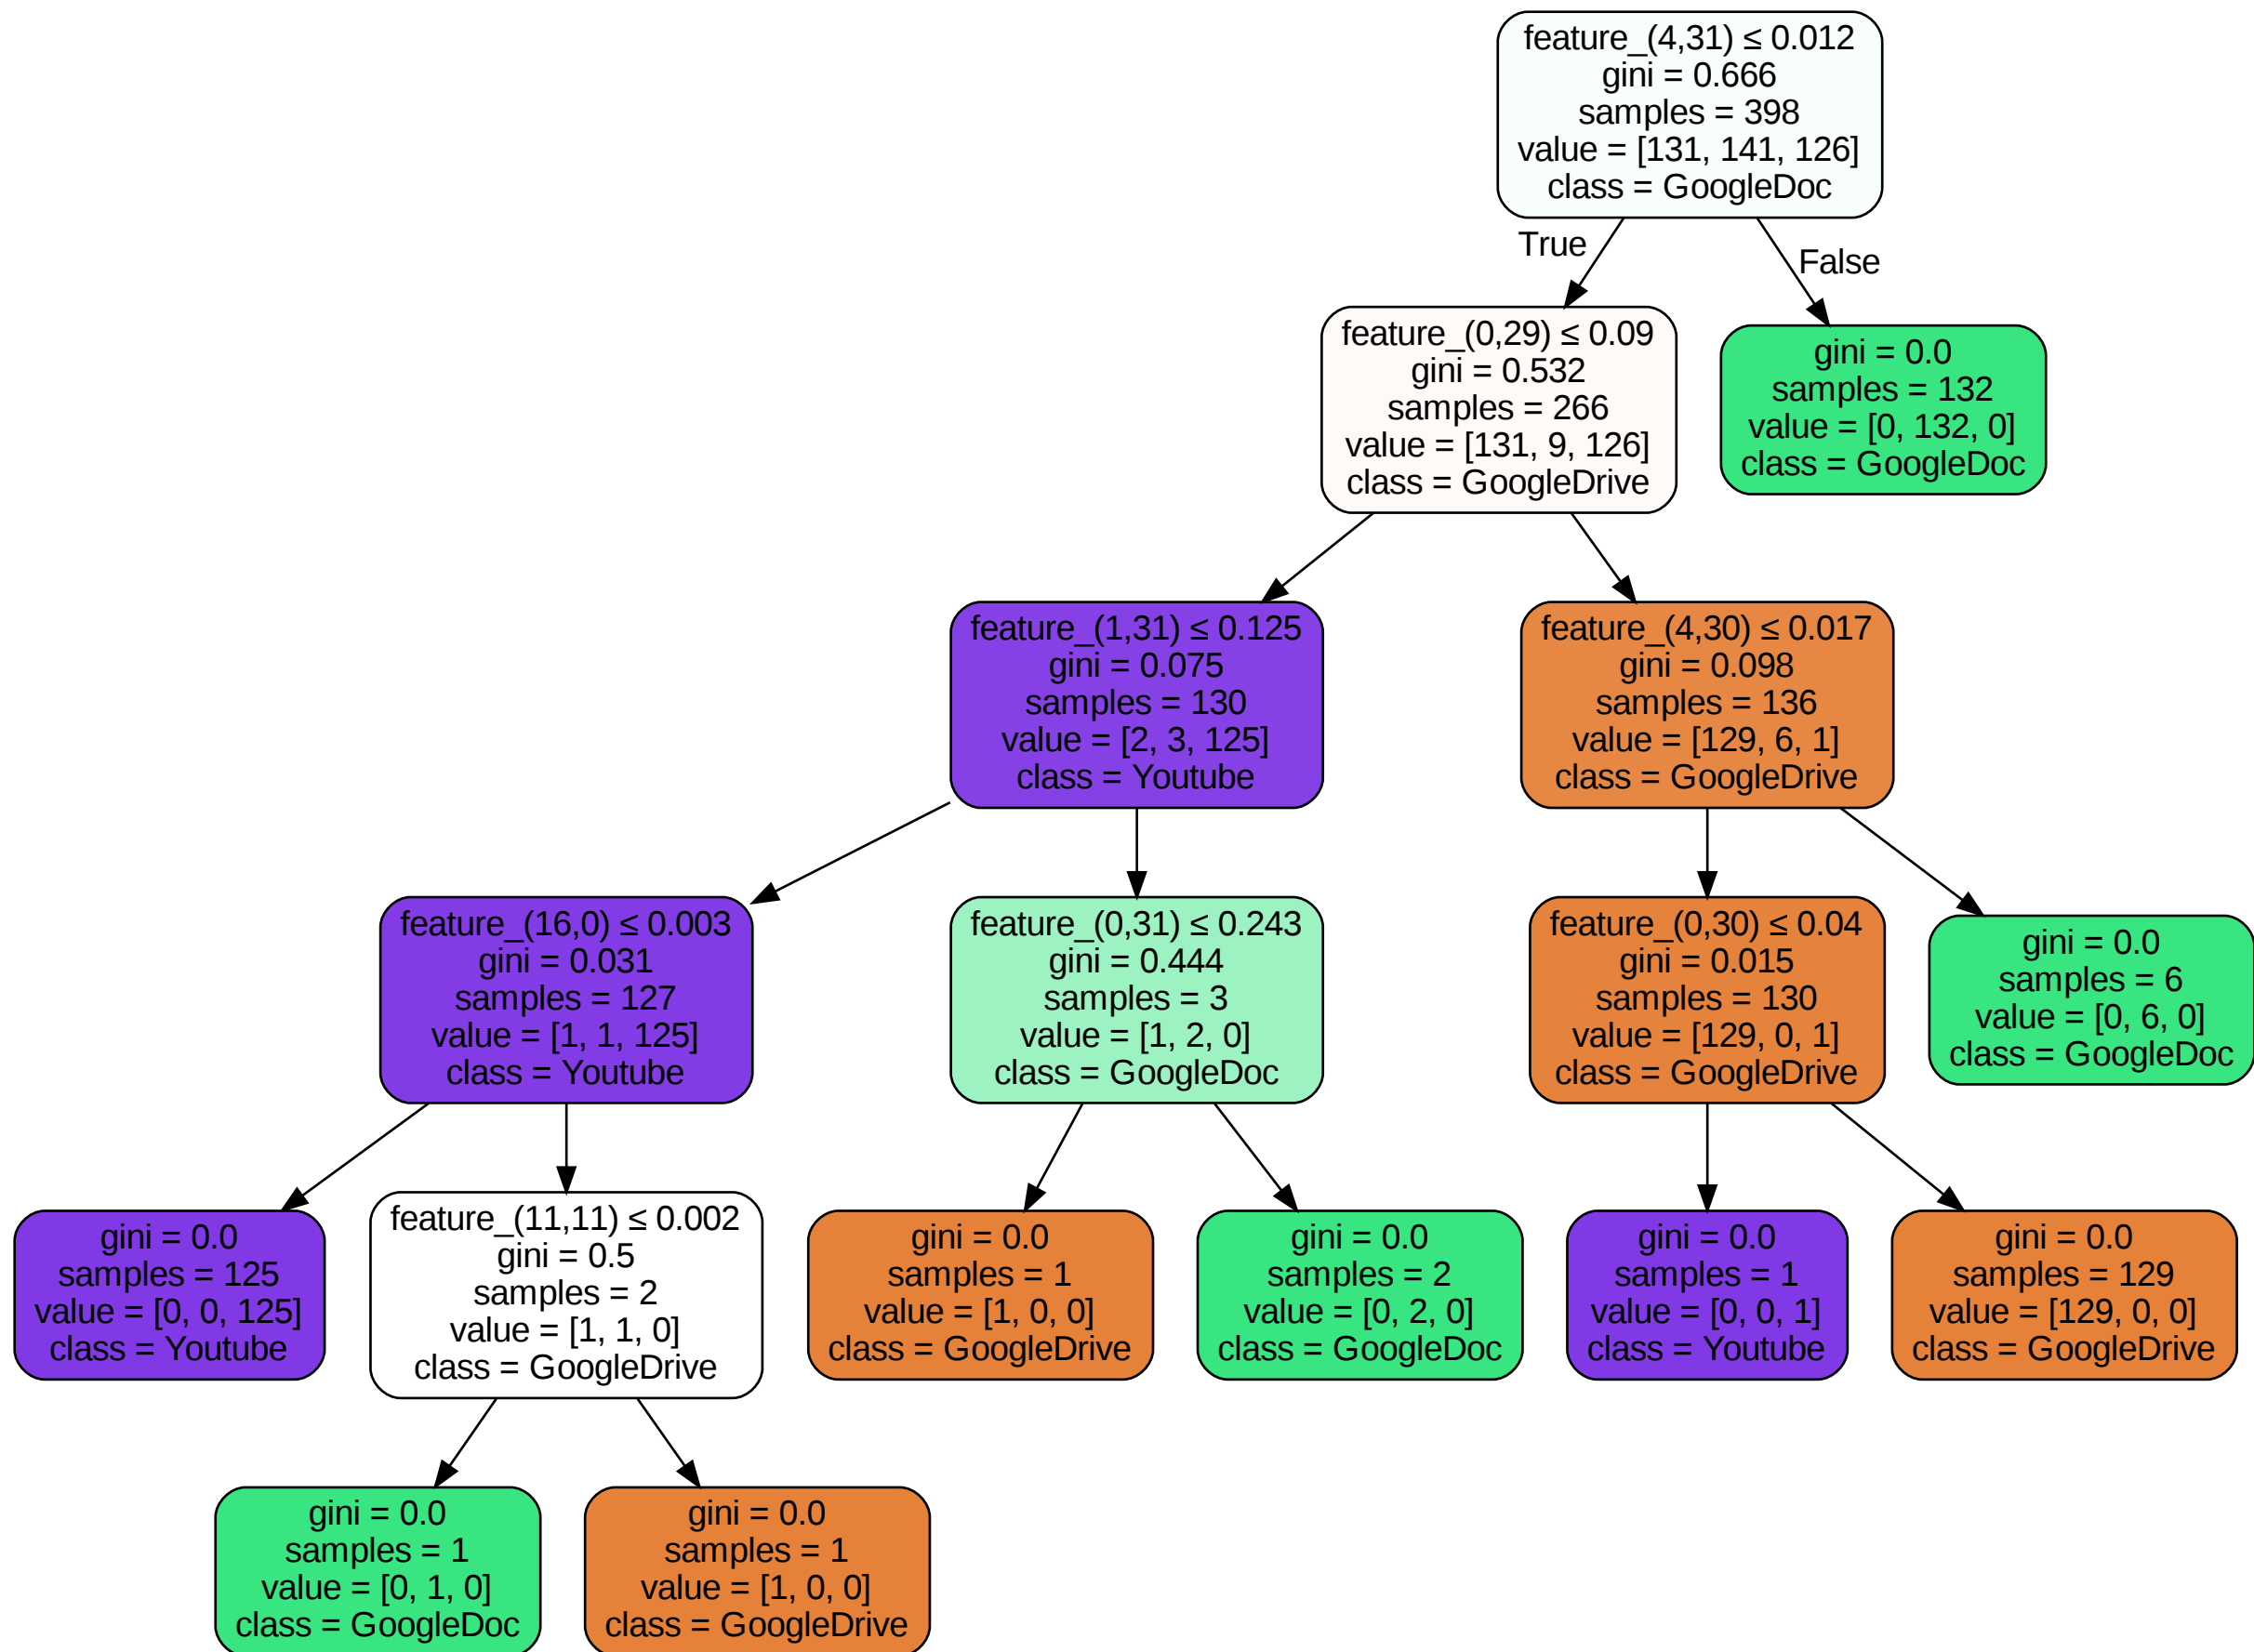 feature_(4,31) ≤ 0.012
gini = 0.666
samples = 398
value = [131, 141, 126]
class = GoogleDoc
True
False
feature_(0,29) ≤ 0.09
gini = 0.532
samples = 266
value = [131, 9, 126]
class = GoogleDrive
gini = 0.0
samples = 132
value = [0, 132, 0]
class = GoogleDoc
feature_(1,31) ≤ 0.125
gini = 0.075
samples = 130
value = [2, 3, 125]
class = Youtube
feature_(4,30) ≤ 0.017
gini = 0.098
samples = 136
value = [129, 6, 1]
class = GoogleDrive
feature_(16,0) ≤ 0.003
gini = 0.031
samples = 127
value = [1, 1, 125]
class = Youtube
feature_(0,31) ≤ 0.243
gini = 0.444
samples = 3
value = [1, 2, 0]
class = GoogleDoc
feature_(0,30) ≤ 0.04
gini = 0.015
samples = 130
value = [129, 0, 1]
class = GoogleDrive
gini = 0.0
samples = 6
value = [0, 6, 0]
class = GoogleDoc
gini = 0.0
samples = 125
value = [0, 0, 125]
class = Youtube
feature_(11,11) ≤ 0.002
gini = 0.5
samples = 2
value = [1, 1, 0]
class = GoogleDrive
gini = 0.0
samples = 1
value = [1, 0, 0]
class = GoogleDrive
gini = 0.0
samples = 2
value = [0, 2, 0]
class = GoogleDoc
gini = 0.0
samples = 1
value = [0, 0, 1]
class = Youtube
gini = 0.0
samples = 129
value = [129, 0, 0]
class = GoogleDrive
gini = 0.0
samples = 1
value = [0, 1, 0]
class = GoogleDoc
gini = 0.0
samples = 1
value = [1, 0, 0]
class = GoogleDrive